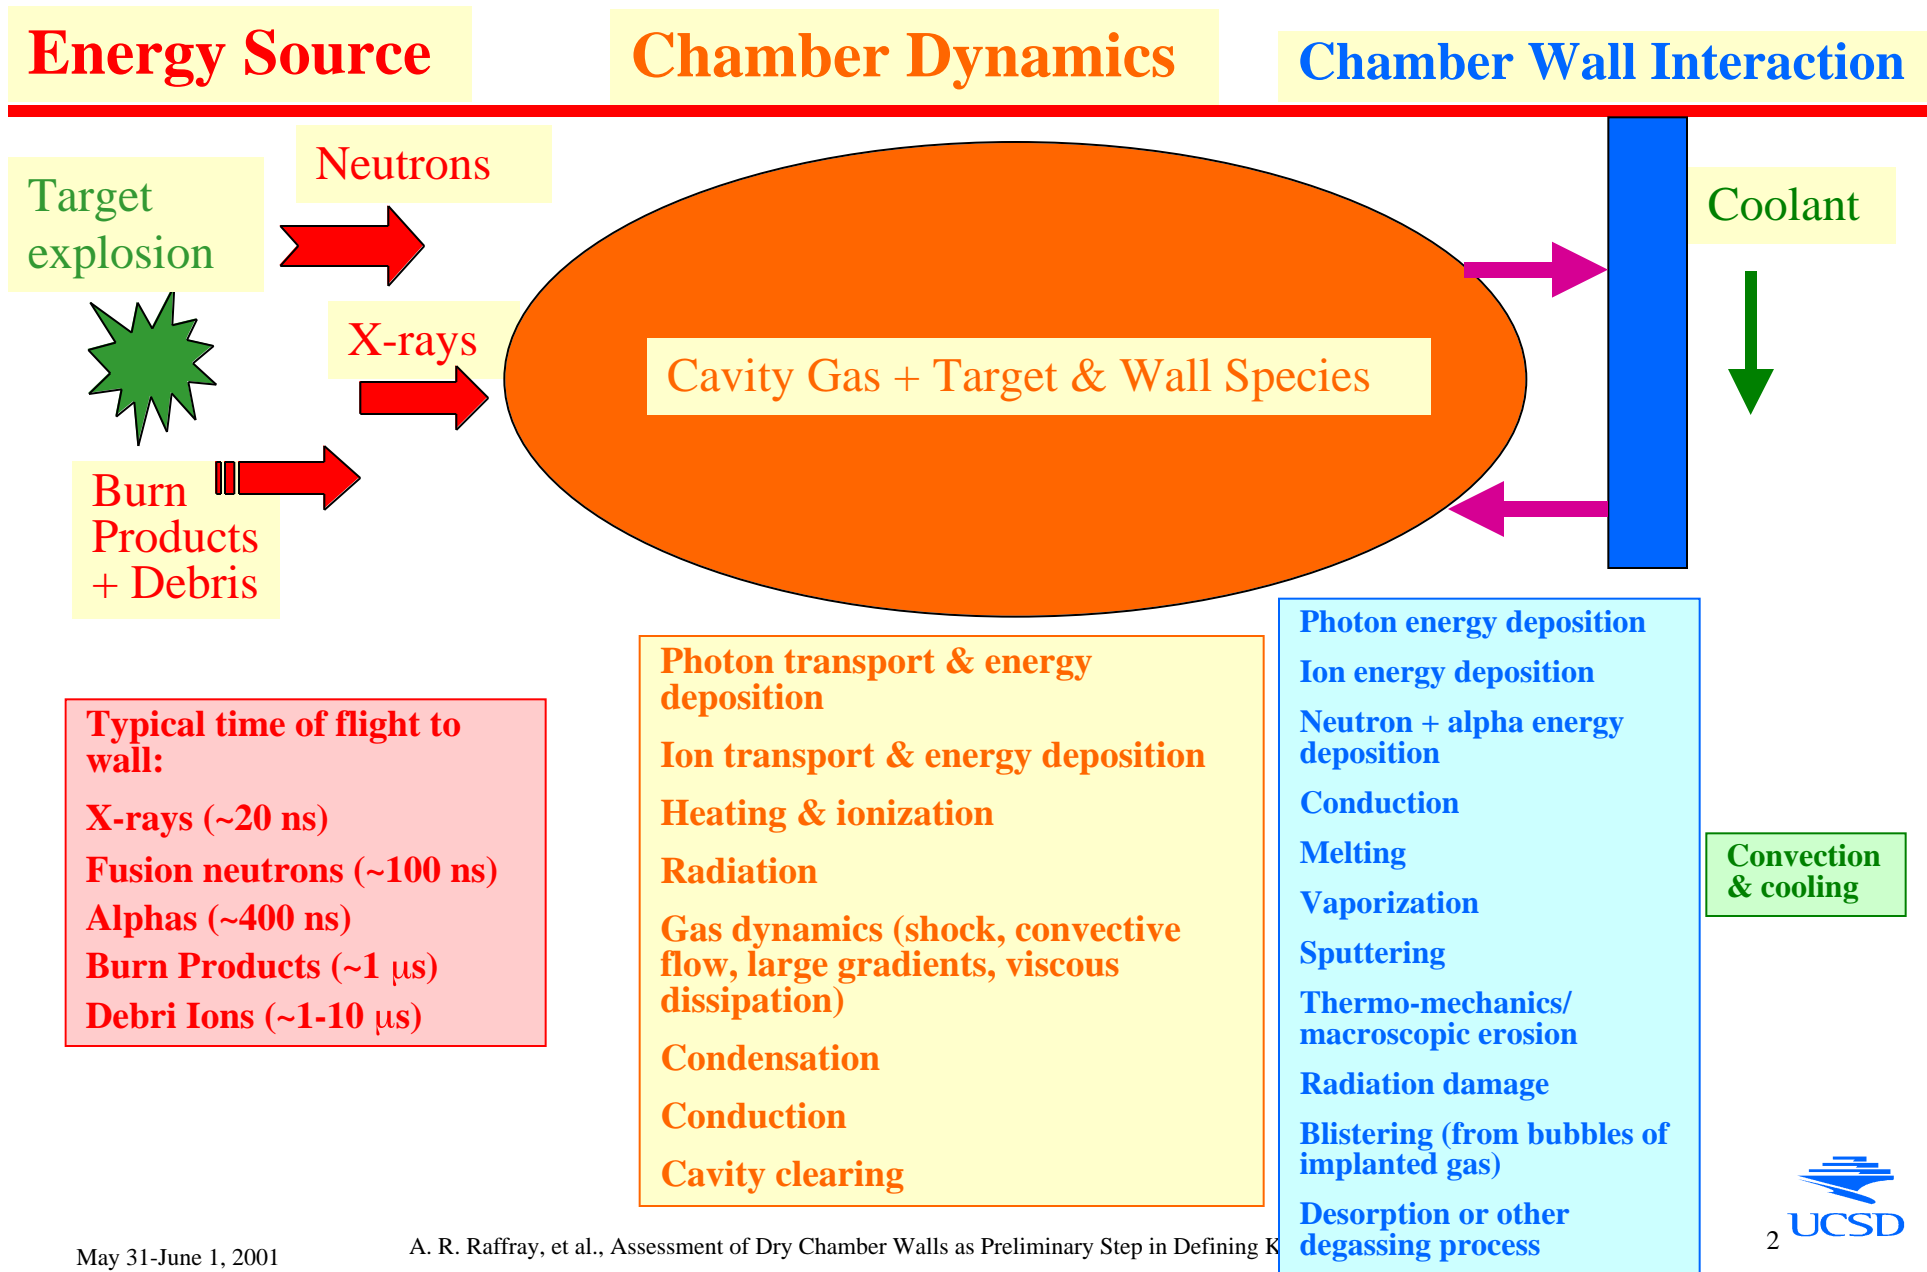 Energy Source
Chamber Dynamics
Chamber Wall Interaction
Target
explosion
Neutrons
X-rays
Burn
Products
+ Debris
Cavity Gas + Target & Wall Species
Coolant
Typical time of flight to
wall:
X-rays (~20 ns)
Fusion neutrons (~100 ns)
Alphas (~400 ns)
Burn Products (~1 μs)
Debri Ions (~1-10 μs)
Photon transport & energy
deposition
Ion transport & energy deposition
Heating & ionization
Radiation
Gas dynamics (shock, convective
flow, large gradients, viscous
dissipation)
Condensation
Conduction
Cavity clearing
Photon energy deposition
Ion energy deposition
Neutron + alpha energy
deposition
Conduction
Melting
Vaporization
Sputtering
Thermo-mechanics/
macroscopic erosion
Radiation damage
Blistering (from bubbles of
implanted gas)
Desorption or other
degassing process
Convection
& cooling
May 31-June 1, 2001
A. R. Raffray, et al., Assessment of Dry Chamber Walls as Preliminary Step in Defining
2
UCSD